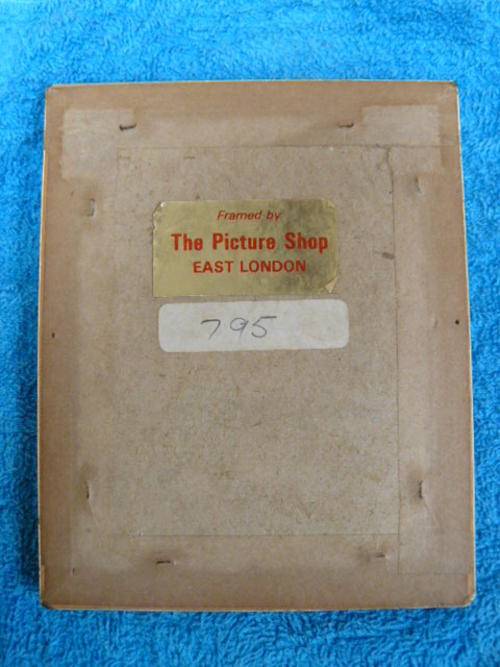 Framed by
The Picture Shop
EAST LONDON
795